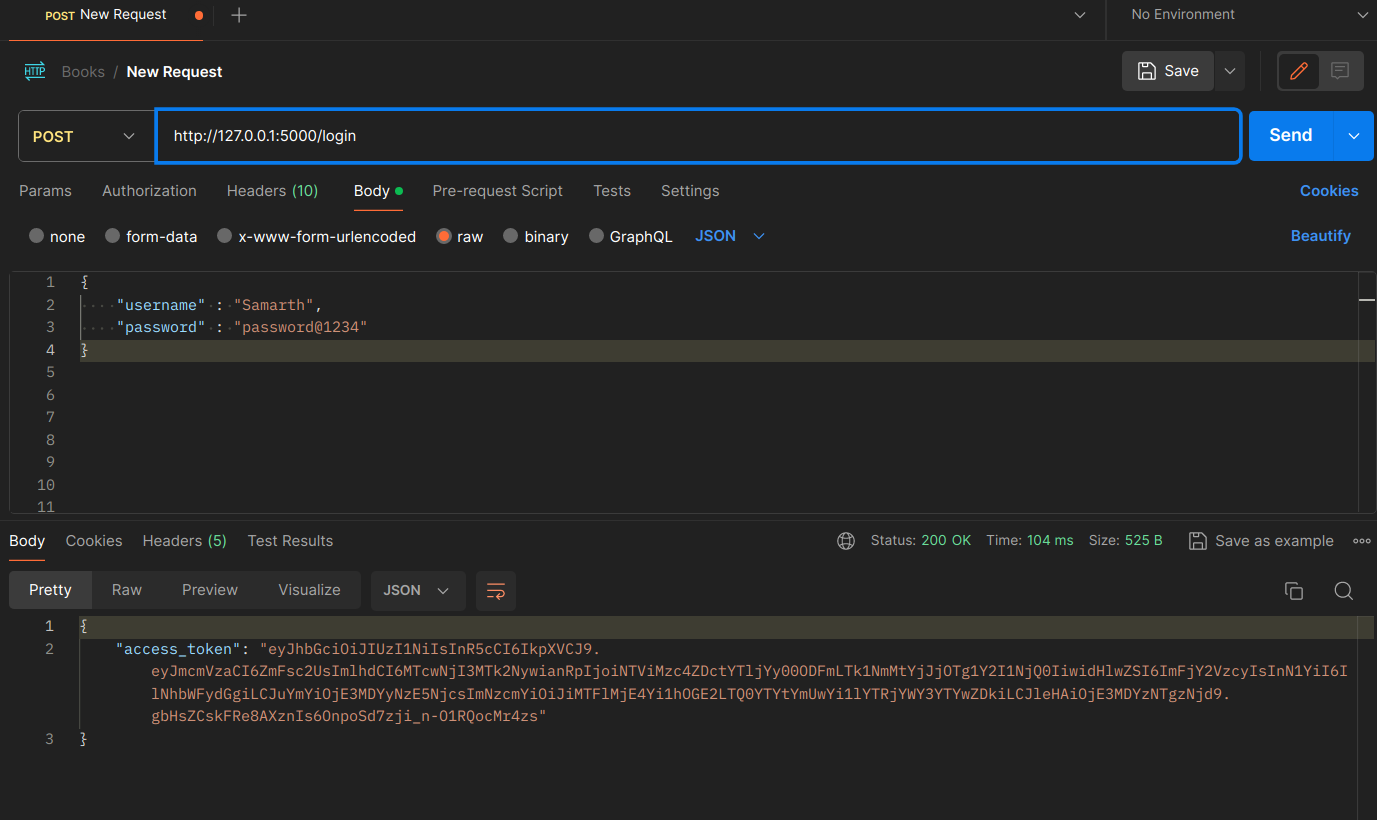 POST New Request
No Environment
HTTP Books / New Request
Save
POST http://127.0.0.1:5000/login Send
Params Authorization Headers (10) Body Pre-request Script Tests Settings Cookies
none form-data x-www-form-urlencoded raw binary GraphQL JSON Beautify
1 {
2 "username" : "Samarth",
3 "password" : "password@1234"
4 }
5
6
7
8
9
10
11
Body Cookies Headers (5) Test Results Status: 200 OK Time: 104 ms Size: 525 B Save as example
Pretty Raw Preview Visualize JSON
1 {
2 "access_token": "eyJhbGciOiJIUzI1NiIsInR5cCI6IkpXVCJ9.
eyJmcmVzaCI6ZmFsc2UsImlhdCI6MTcwNjI3MTk2NywianRpIjoiNTViMzc4ZDctYTljYy00ODFmLTk1NmMtYjJjOTg1Y2I1NjQ0IiwidHlwZSI6ImFjY2VzcyIsInN1YiI6I
lNhbWFydGgiLCJuYmYiOjE3MDYyNzE5NjcsImNzcmYiOiJiMTFlMjE4Yi1hOGE2LTQ0YTYtYmUwYi1lYTRjYWY3YTYwZDkiLCJleHAiOjE3MDYzNTgzNjd9.
gbHsZCskFRe8AXznIs6OnpoSd7zji_n-O1RQocMr4zs"
3 }